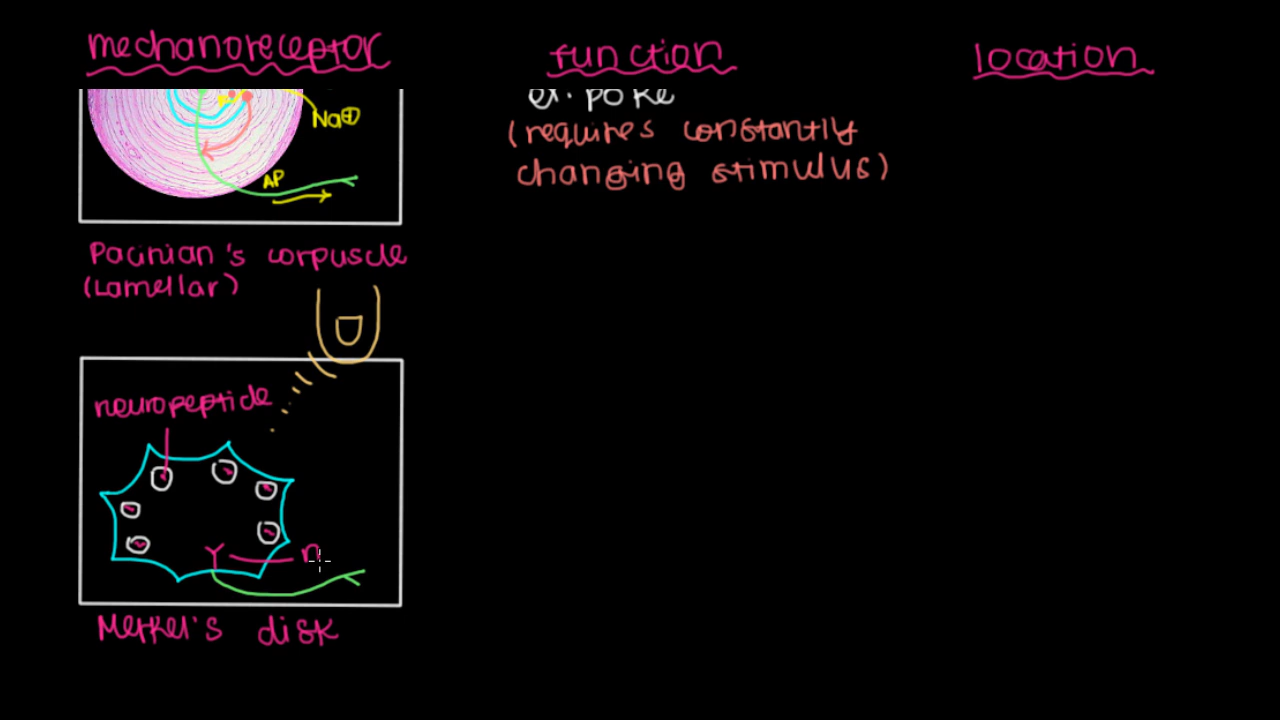 mechanoreceptor function location
ex. poke
Na⊕
(requires constantly
changing stimulus)
AP
Pacinian's corpuscle
(Lamellar)
neuropeptide
n
Merkel's disk